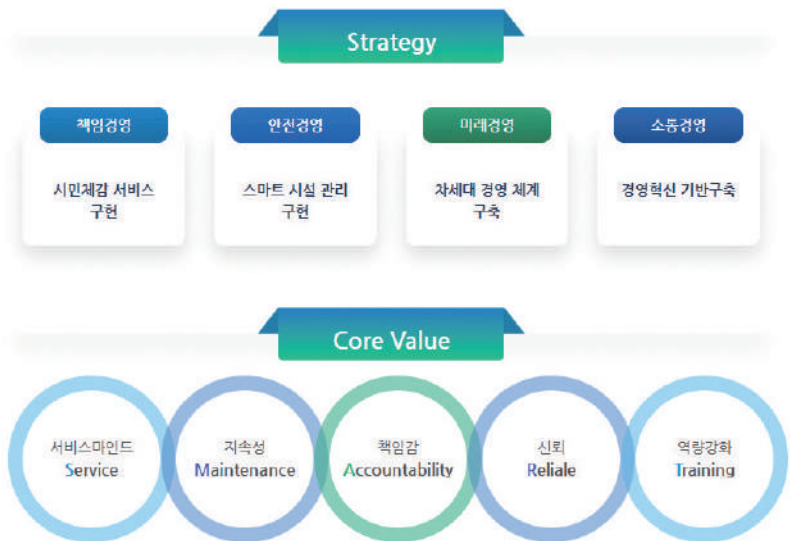 Strategy
책임경영
안전경영
미래경영
소통경영
시민체감 서비스
구현
스마트 시설 관리
구현
차세대 경영 체계
구축
경영혁신 기반구축
Core Value
서비스마인드
Service
지속성
Maintenance
책임감
Accountability
신뢰
Reliale
역량강화
Training